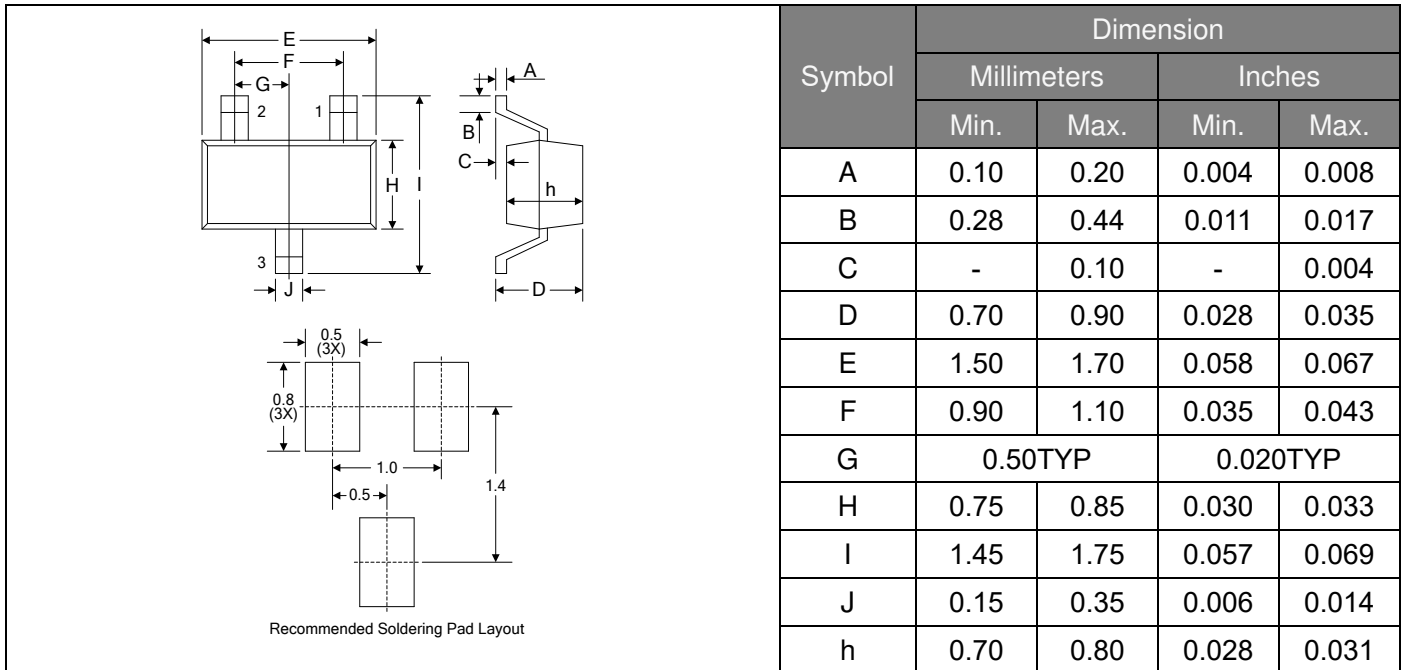 E
F
G
2
1
H
I
3
J
A
B
C
h
D
0.5
(3X)
0.8
(3X)
1.0
0.5
1.4
Recommended Soldering Pad Layout
Symbol
Dimension
Millimeters Inches
Min. Max. Min. Max.
A 0.10 0.20 0.004 0.008
B 0.28 0.44 0.011 0.017
C - 0.10 - 0.004
D 0.70 0.90 0.028 0.035
E 1.50 1.70 0.058 0.067
F 0.90 1.10 0.035 0.043
G 0.50TYP 0.020TYP
H 0.75 0.85 0.030 0.033
I 1.45 1.75 0.057 0.069
J 0.15 0.35 0.006 0.014
h 0.70 0.80 0.028 0.031